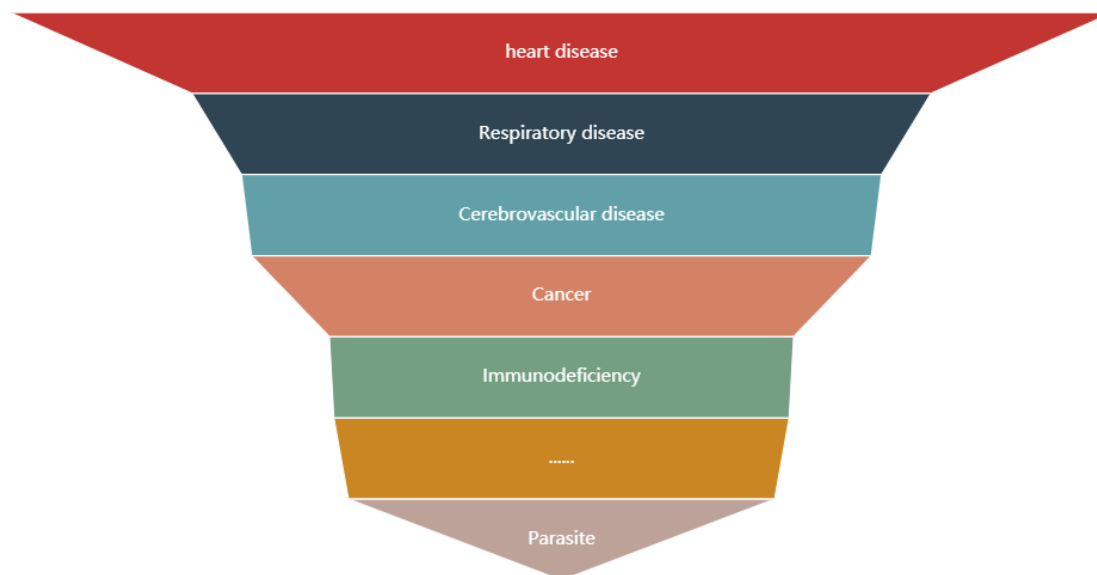 heart disease
Respiratory disease
Cerebrovascular disease
Cancer
Immunodeficiency
......
Parasite